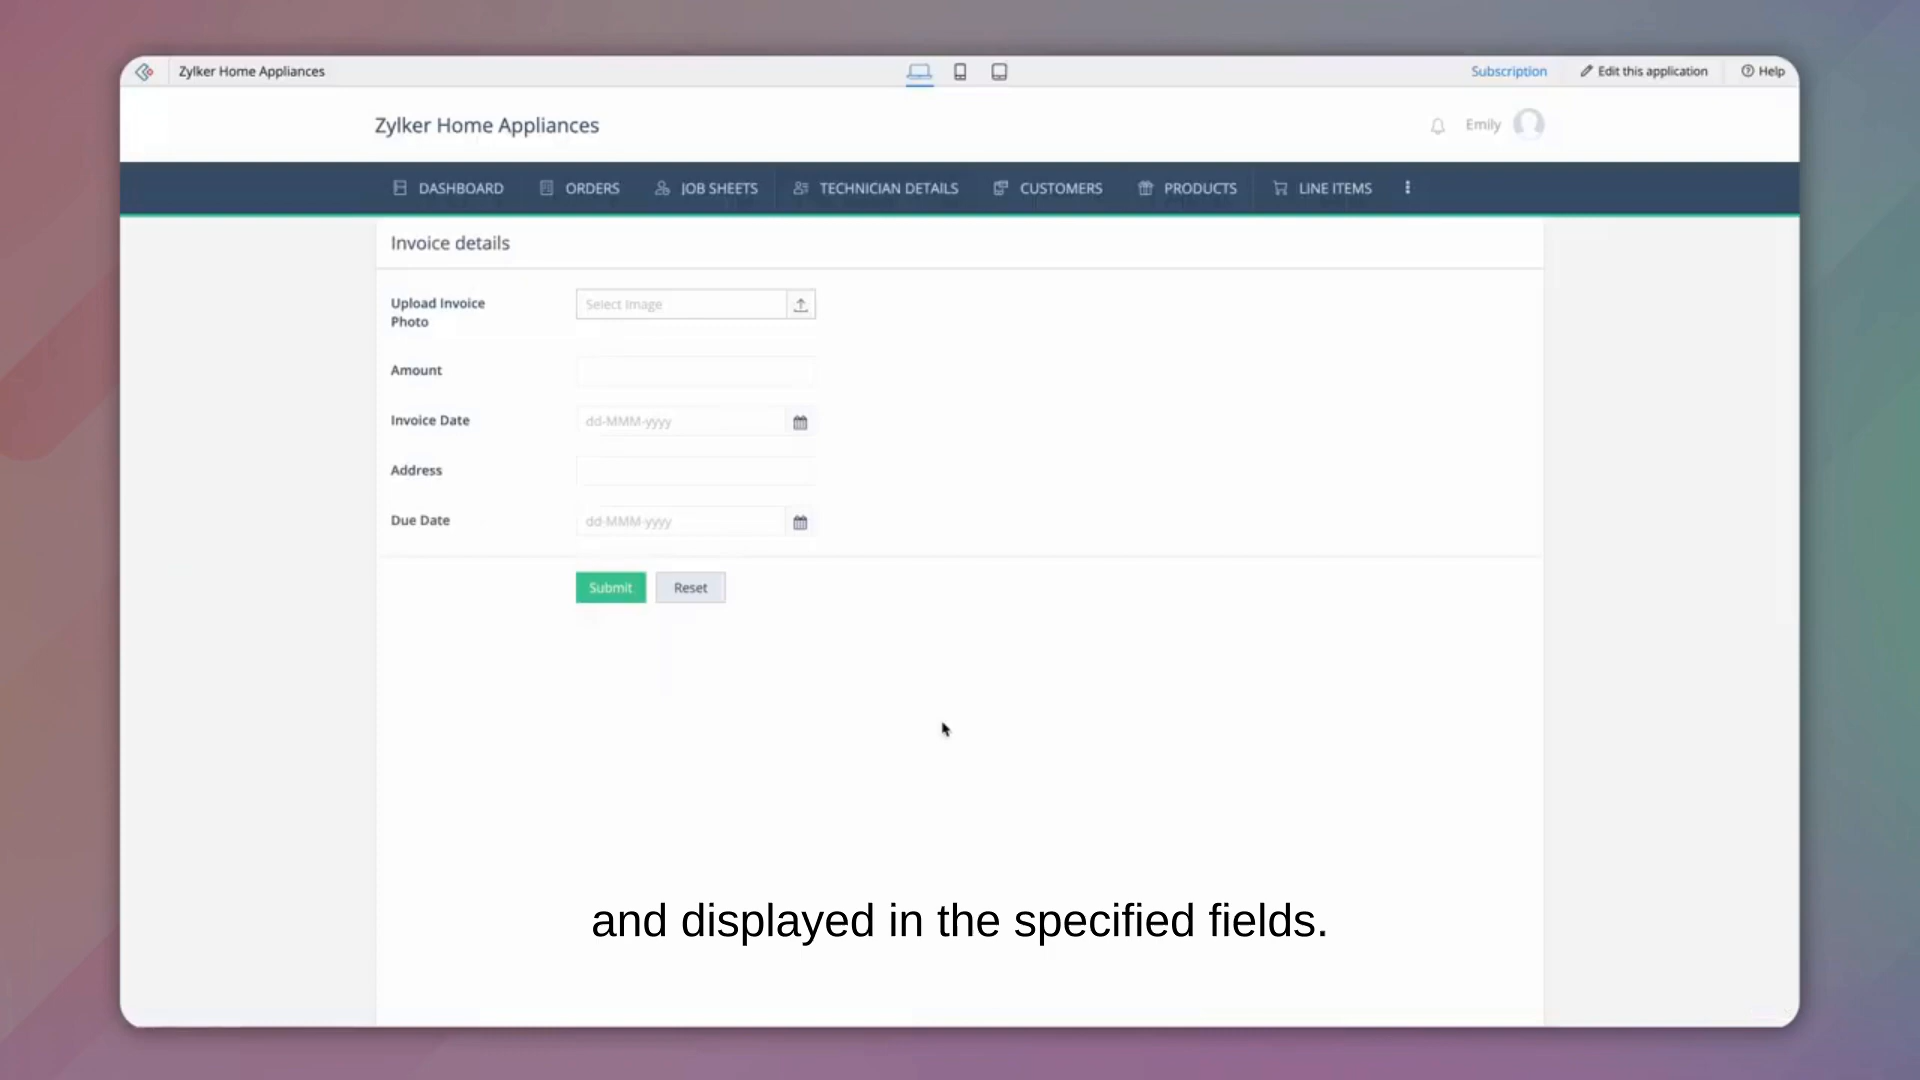 Zylker Home Appliances
Subscription
Edit this application
Help
Zylker Home Appliances
Emily
DASHBOARD
ORDERS
JOB SHEETS
TECHNICIAN DETAILS
CUSTOMERS
PRODUCTS
LINE ITEMS
Invoice details
Upload Invoice
Photo
Select Image
Amount
Invoice Date
dd-MMM-yyyy
Address
Due Date
dd-MMM-yyyy
Submit
Reset
and displayed in the specified fields.